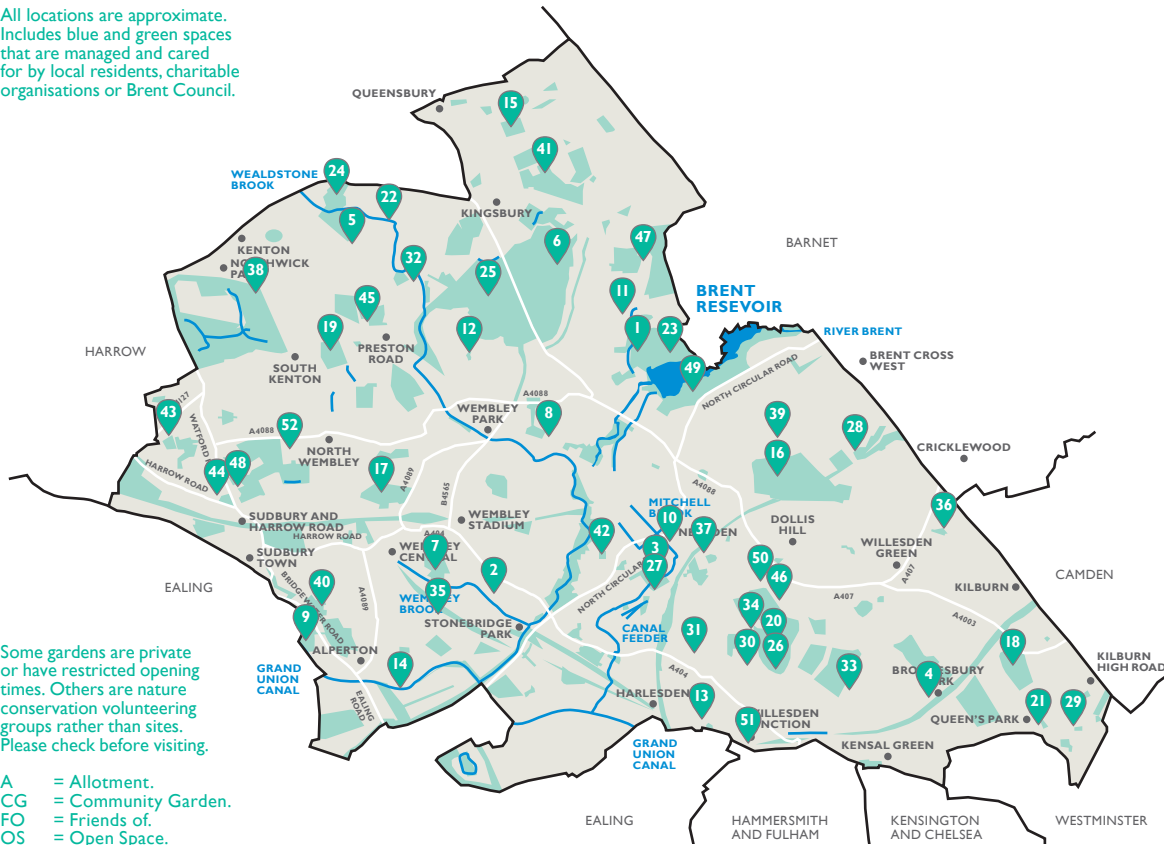 All locations are approximate.
Includes blue and green spaces
that are managed and cared
for by local residents, charitable
organisations or Brent Council.
QUEENSBURY
15
41
WEALDSTONE
BROOK
24
22
5
KINGSBURY
6
47
BARNET
KENTON
38
32
25
11
BRENT
RESEVOIR
45
19
12
1
23
RIVER BRENT
HARROW
PRESTON
ROAD
SOUTH
KENTON
49
NORTH CIRCULAR ROAD
BRENT CROSS
WEST
43
A4088
WEMBLEY
PARK
8
39
28
52
A4088
NORTH
WEMBLEY
16
CRICKLEWOOD
44
48
HARROW ROAD
17
A4089
B4565
A4088
SUDBURY AND
HARROW ROAD
HARROW ROAD
WEMBLEY
STADIUM
MITCHELL
10
37
42
DOLLIS
HILL
36
SUDBURY
TOWN
7
3
27
WILLESDEN
GREEN
EALING
2
50
46
A407
KILBURN
CAMDEN
40
A4089
35
NORTH CIRCULAR
A407
9
STONEBRIDGE
PARK
CANAL
FEEDER
34
20
A4003
ALPERTON
31
30
26
18
KILBURN
HIGH ROAD
Some gardens are private
or have restricted opening
times. Others are nature
conservation volunteering
groups rather than sites.
Please check before visiting.
GRAND
UNION
CANAL
14
A404
33
4
EALING
ROAD
HARLESDEN
13
51
QUEEN'S PARK
21
29
GRAND
UNION
CANAL
KENSAL GREEN
A = Allotment.
CG = Community Garden.
FO = Friends of.
OS = Open Space.
EALING
HAMMERSMITH
AND FULHAM
KENSINGTON
AND CHELSEA
WESTMINSTER